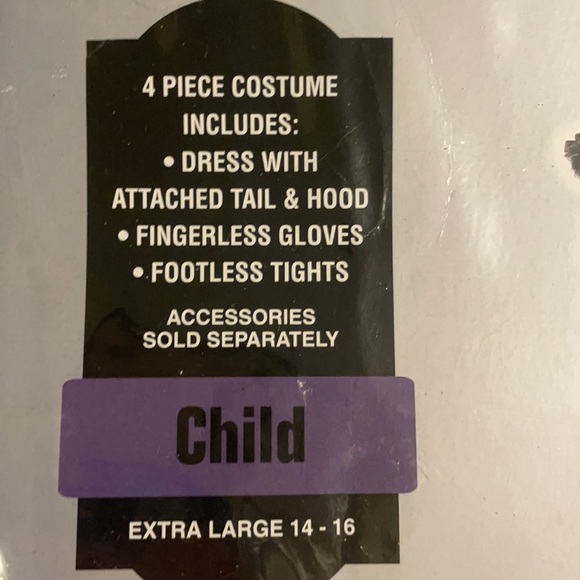 4 PIECE COSTUME
INCLUDES:
• DRESS WITH
ATTACHED TAIL & HOOD
• FINGERLESS GLOVES
• FOOTLESS TIGHTS
ACCESSORIES
SOLD SEPARATELY
Child
EXTRA LARGE 14 - 16